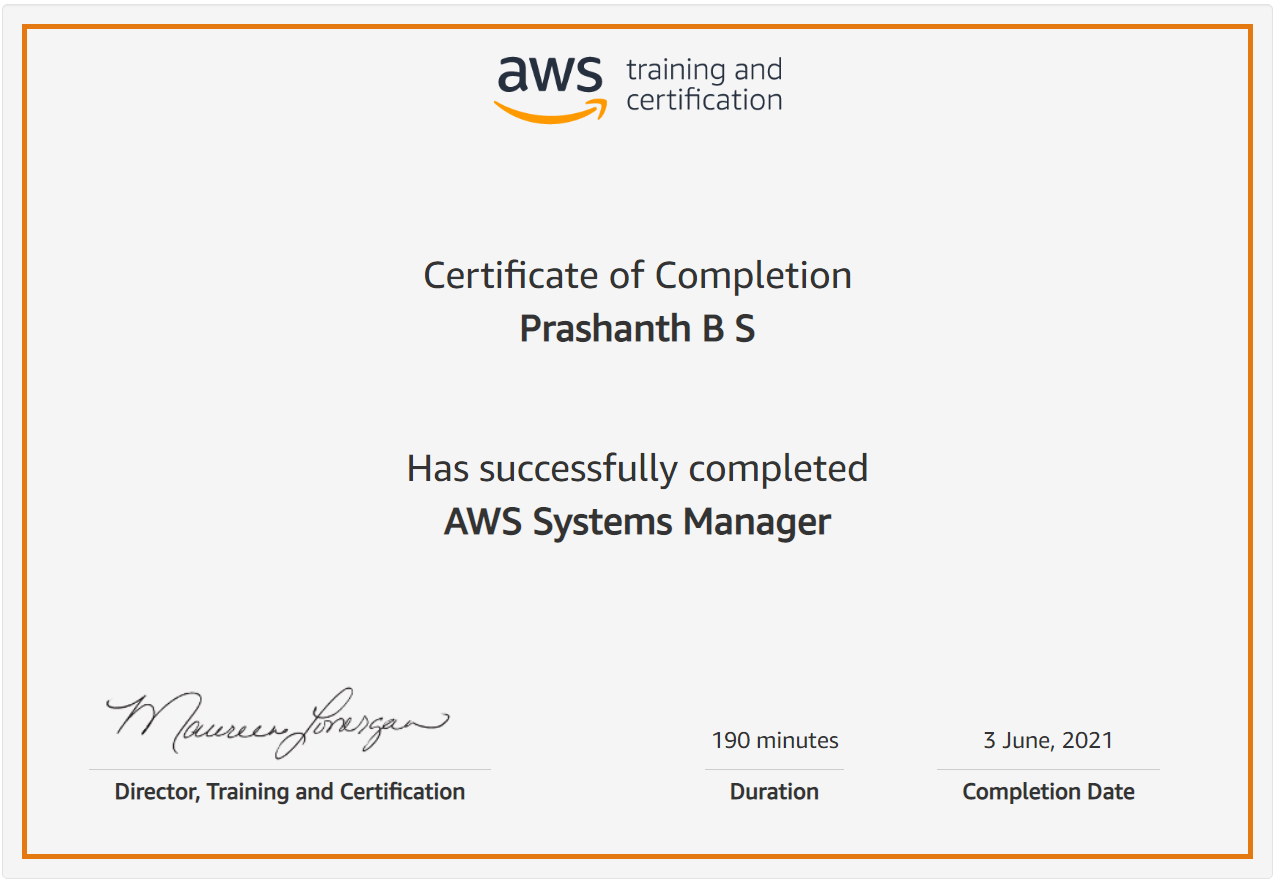 aws training and
certification
Certificate of Completion
Prashanth B S
Has successfully completed
AWS Systems Manager
Maureen Lonergan
190 minutes
3 June, 2021
Director, Training and Certification
Duration
Completion Date